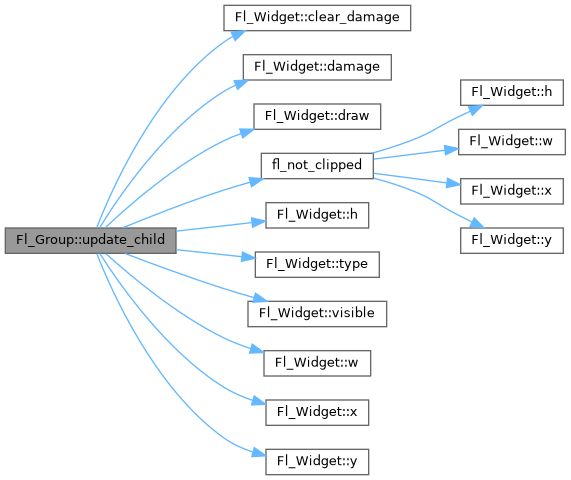 Fl_Widget::clear_damage
Fl_Widget::damage
Fl_Widget::draw
fl_not_clipped
Fl_Widget::h
Fl_Widget::w
Fl_Widget::x
Fl_Widget::y
Fl_Group::update_child
Fl_Widget::h
Fl_Widget::type
Fl_Widget::visible
Fl_Widget::w
Fl_Widget::x
Fl_Widget::y